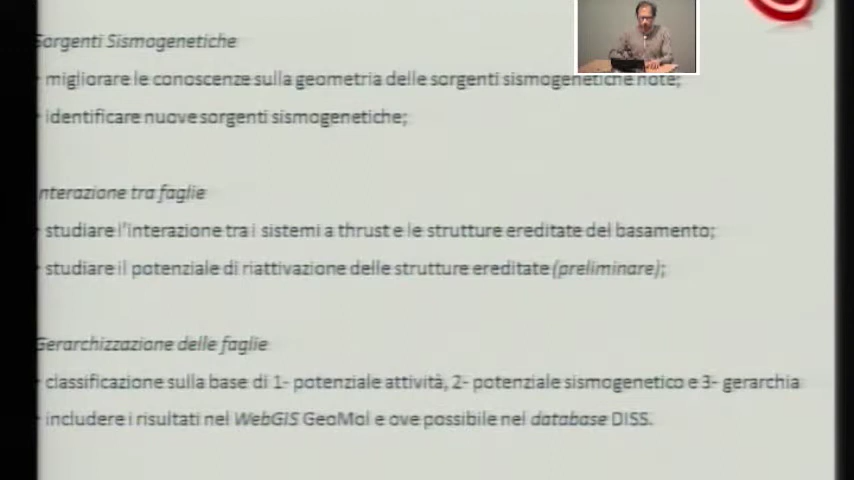 Sorgenti Sismogenetiche
- migliorare le conoscenze sulla geometria delle sorgenti sismogenetiche note;
- identificare nuove sorgenti sismogenetiche;
Interazione tra faglie
- studiare l'interazione tra i sistemi a thrust e le strutture ereditate del basamento;
- studiare il potenziale di riattivazione delle strutture ereditate (preliminare);
Gerarchizzazione delle faglie
- classificazione sulla base di 1- potenziale attività, 2- potenziale sismogenetico e 3- gerarchia
- includere i risultati nel WebGIS GeoMol e ove possibile nel database DISS.